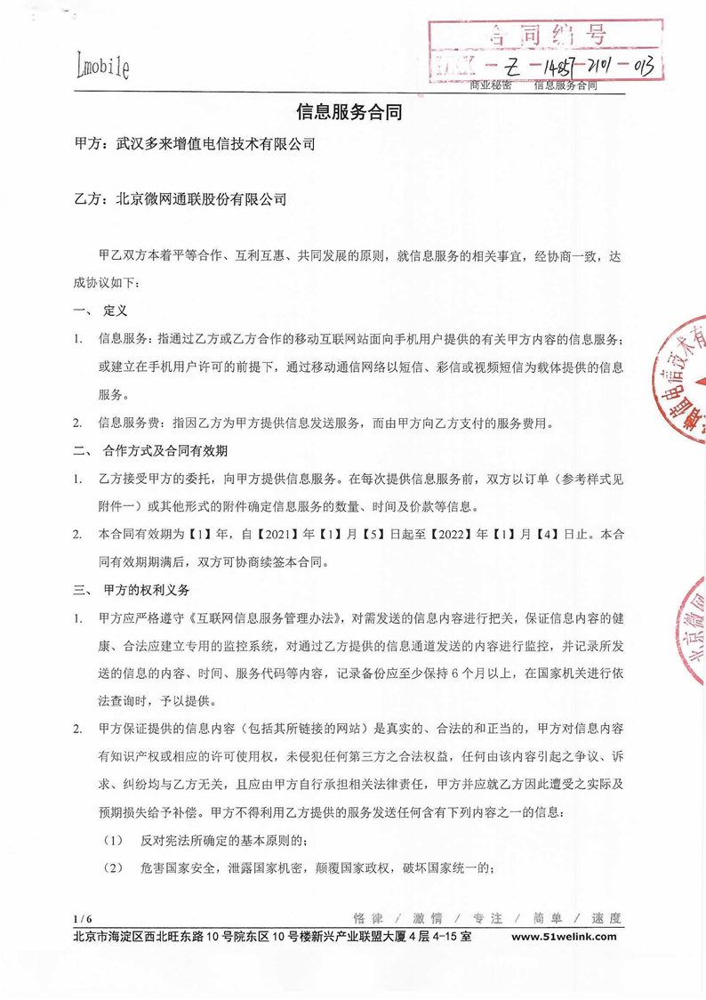 合同编号
Lmobile
-Z-14857-2101-013
商业秘密 信息服务合同
信息服务合同
甲方：武汉多来增值电信技术有限公司
乙方：北京微网通联股份有限公司
甲乙双方本着平等合作、互利互惠、共同发展的原则，就信息服务的相关事宜，经协商一致，达
成协议如下：
一、 定义
1. 信息服务：指通过乙方或乙方合作的移动互联网站面向手机用户提供的有关甲方内容的信息服务；
或建立在手机用户许可的前提下，通过移动通信网络以短信、彩信或视频短信为载体提供的信息
服务。
2. 信息服务费：指因乙方为甲方提供信息发送服务，而由甲方向乙方支付的服务费用。
二、 合作方式及合同有效期
1. 乙方接受甲方的委托，向甲方提供信息服务。在每次提供信息服务前，双方以订单（参考样式见
附件一）或其他形式的附件确定信息服务的数量、时间及价款等信息。
2. 本合同有效期为【1】年，自【2021】年【1】月【5】日起至【2022】年【1】月【4】日止。本合
同有效期期满后，双方可协商续签本合同。
三、 甲方的权利义务
1. 甲方应严格遵守《互联网信息服务管理办法》，对需发送的信息内容进行把关，保证信息内容的健
康、合法应建立专用的监控系统，对通过乙方提供的信息通道发送的内容进行监控，并记录所发
送的信息的内容、时间、服务代码等内容，记录备份应至少保持 6 个月以上，在国家机关进行依
法查询时，予以提供。
2. 甲方保证提供的信息内容（包括其所链接的网站）是真实的、合法的和正当的，甲方对信息内容
有知识产权或相应的许可使用权，未侵犯任何第三方之合法权益，任何由该内容引起之争议、诉
求、纠纷均与乙方无关，且应由甲方自行承担相关法律责任，甲方并应就乙方因此遭受之实际及
预期损失给予补偿。甲方不得利用乙方提供的服务发送任何含有下列内容之一的信息：
（1） 反对宪法所确定的基本原则的；
（2） 危害国家安全，泄露国家机密，颠覆国家政权，破坏国家统一的；
增值电信技术有
北京微网
1 / 6
恪律 / 激情 / 专注 / 简单 / 速度
北京市海淀区西北旺东路 10 号院东区 10 号楼新兴产业联盟大厦 4 层 4-15 室 www.51welink.com